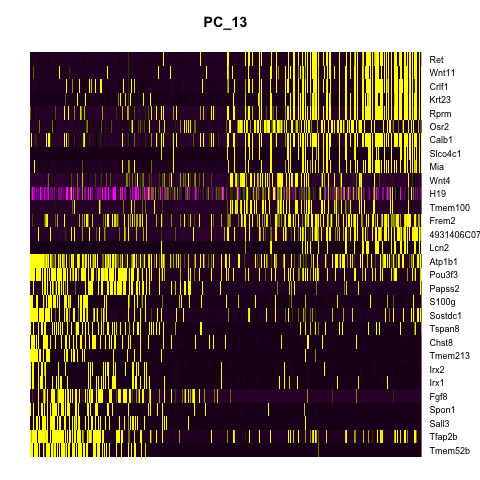 PC_13
Ret
Wnt11
Crlf1
Krt23
Rprm
Osr2
Calb1
Slco4c1
Mia
Wnt4
H19
Tmem100
Frem2
4931406C07
Lcn2
Atp1b1
Pou3f3
Papss2
S100g
Sostdc1
Tspan8
Chst8
Tmem213
Irx2
Irx1
Fgf8
Spon1
Sall3
Tfap2b
Tmem52b